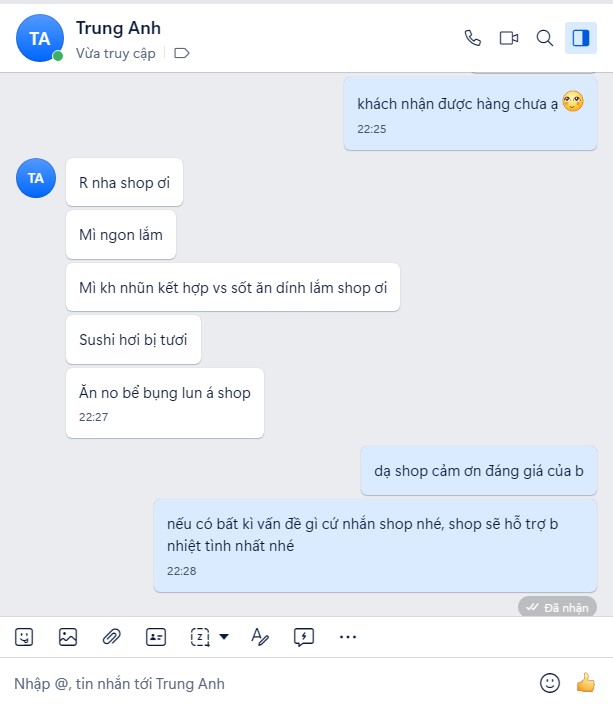 TA
Trung Anh
Vừa truy cập
khách nhận được hàng chưa ạ
22:25
TA
R nha shop ơi
Mì ngon lắm
Mì kh nhũn kết hợp vs sốt ăn dính lắm shop ơi
Sushi hơi bị tươi
Ăn no bể bụng lun á shop
22:27
dạ shop cảm ơn đáng giá của b
nếu có bất kì vấn đề gì cứ nhắn shop nhé, shop sẽ hỗ trợ b
nhiệt tình nhất nhé
22:28
Đã nhận
Nhập @, tin nhắn tới Trung Anh